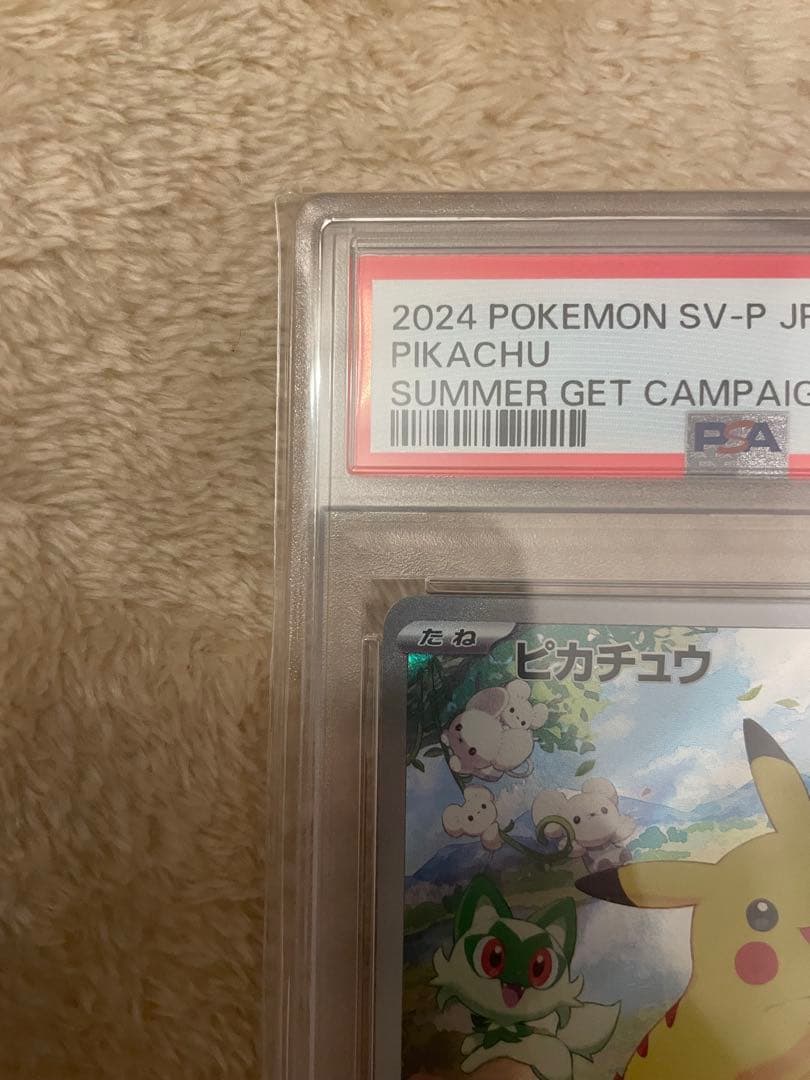 2024 POKEMON SV-P JP
PIKACHU
SUMMER GET CAMPAIG
PSA
たね
ピカチュウ